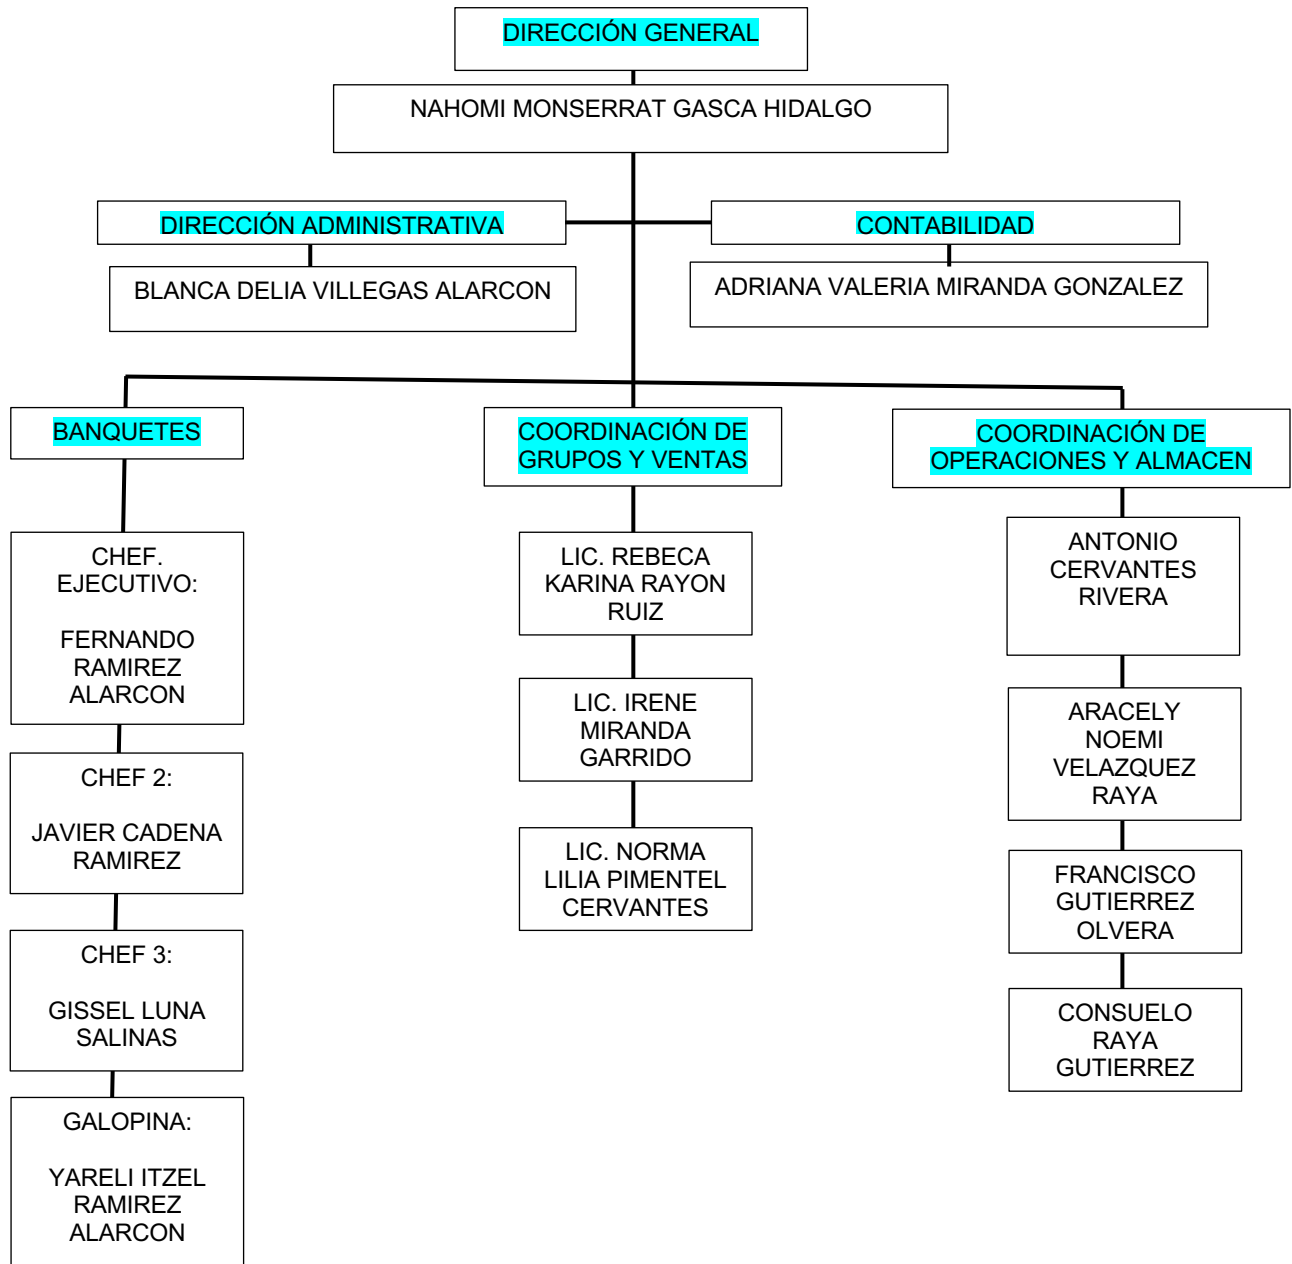 DIRECCIÓN GENERAL
NAHOMI MONSERRAT GASCA HIDALGO
DIRECCIÓN ADMINISTRATIVA
BLANCA DELIA VILLEGAS ALARCON
CONTABILIDAD
ADRIANA VALERIA MIRANDA GONZALEZ
BANQUETES
CHEF.
EJECUTIVO:
FERNANDO
RAMIREZ
ALARCON
CHEF 2:
JAVIER CADENA
RAMIREZ
CHEF 3:
GISSEL LUNA
SALINAS
GALOPINA:
YARELI ITZEL
RAMIREZ
ALARCON
COORDINACIÓN DE
GRUPOS Y VENTAS
LIC. REBECA
KARINA RAYON
RUIZ
LIC. IRENE
MIRANDA
GARRIDO
LIC. NORMA
LILIA PIMENTEL
CERVANTES
COORDINACIÓN DE
OPERACIONES Y ALMACEN
ANTONIO
CERVANTES
RIVERA
ARACELY
NOEMI
VELAZQUEZ
RAYA
FRANCISCO
GUTIERREZ
OLVERA
CONSUELO
RAYA
GUTIERREZ